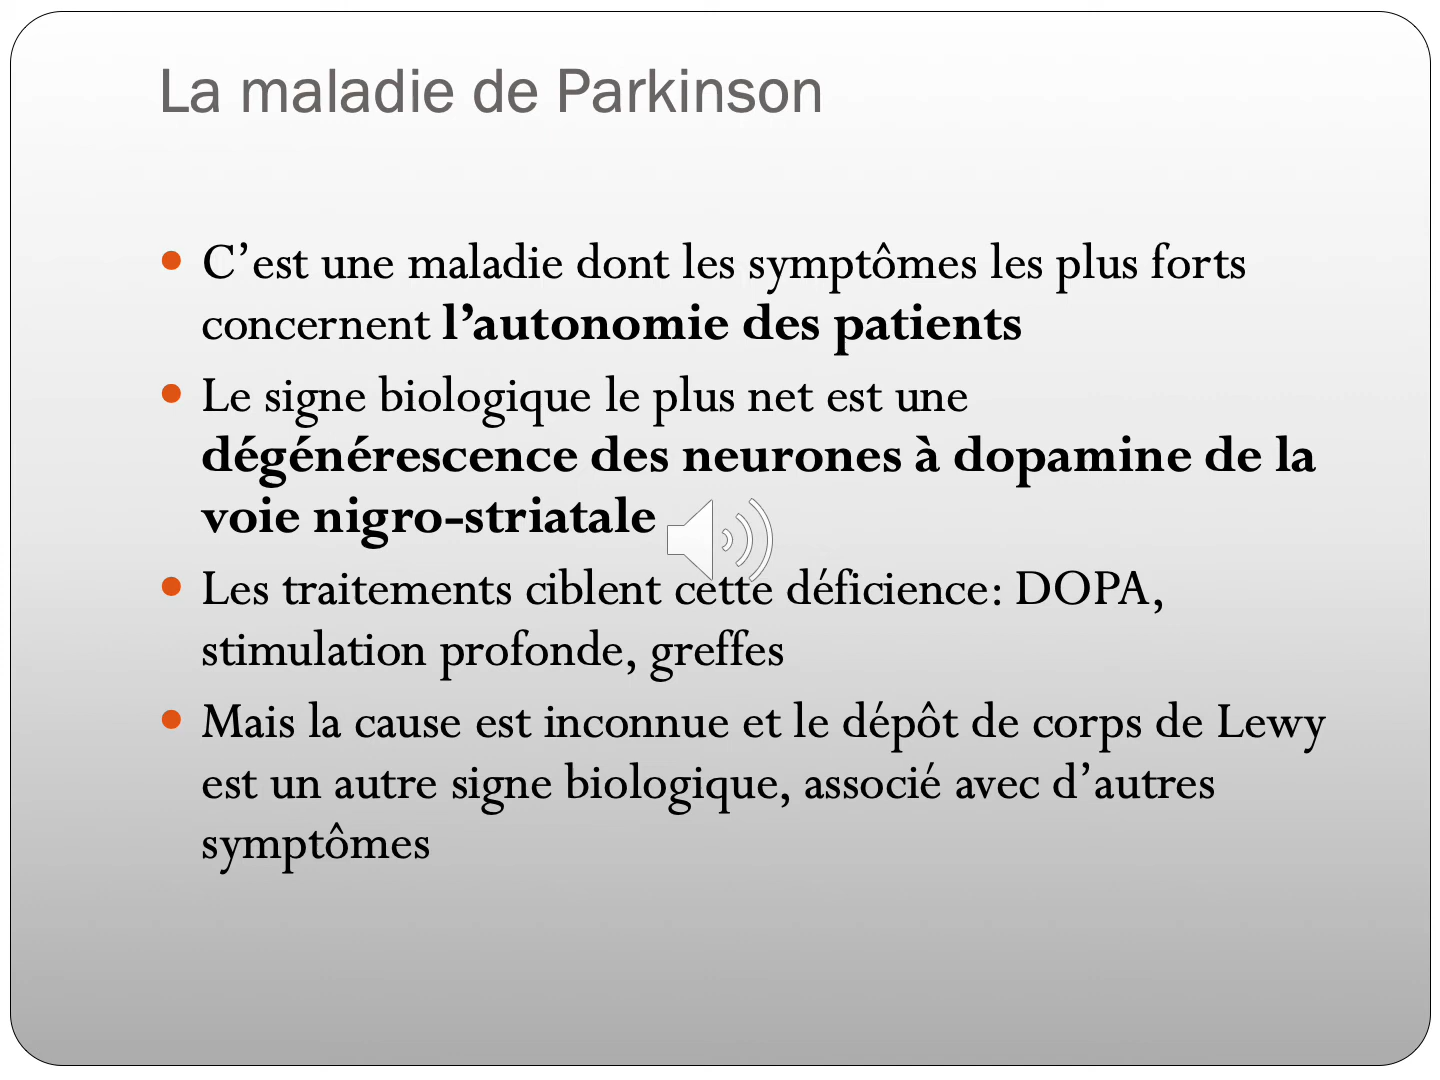 La maladie de Parkinson
C’est une maladie dont les symptômes les plus forts
concernent l’autonomie des patients
Le signe biologique le plus net est une
dégénérescence des neurones à dopamine de la
voie nigro-striatale
Les traitements ciblent cette déficience: DOPA,
stimulation profonde, greffes
Mais la cause est inconnue et le dépôt de corps de Lewy
est un autre signe biologique, associé avec d’autres
symptômes